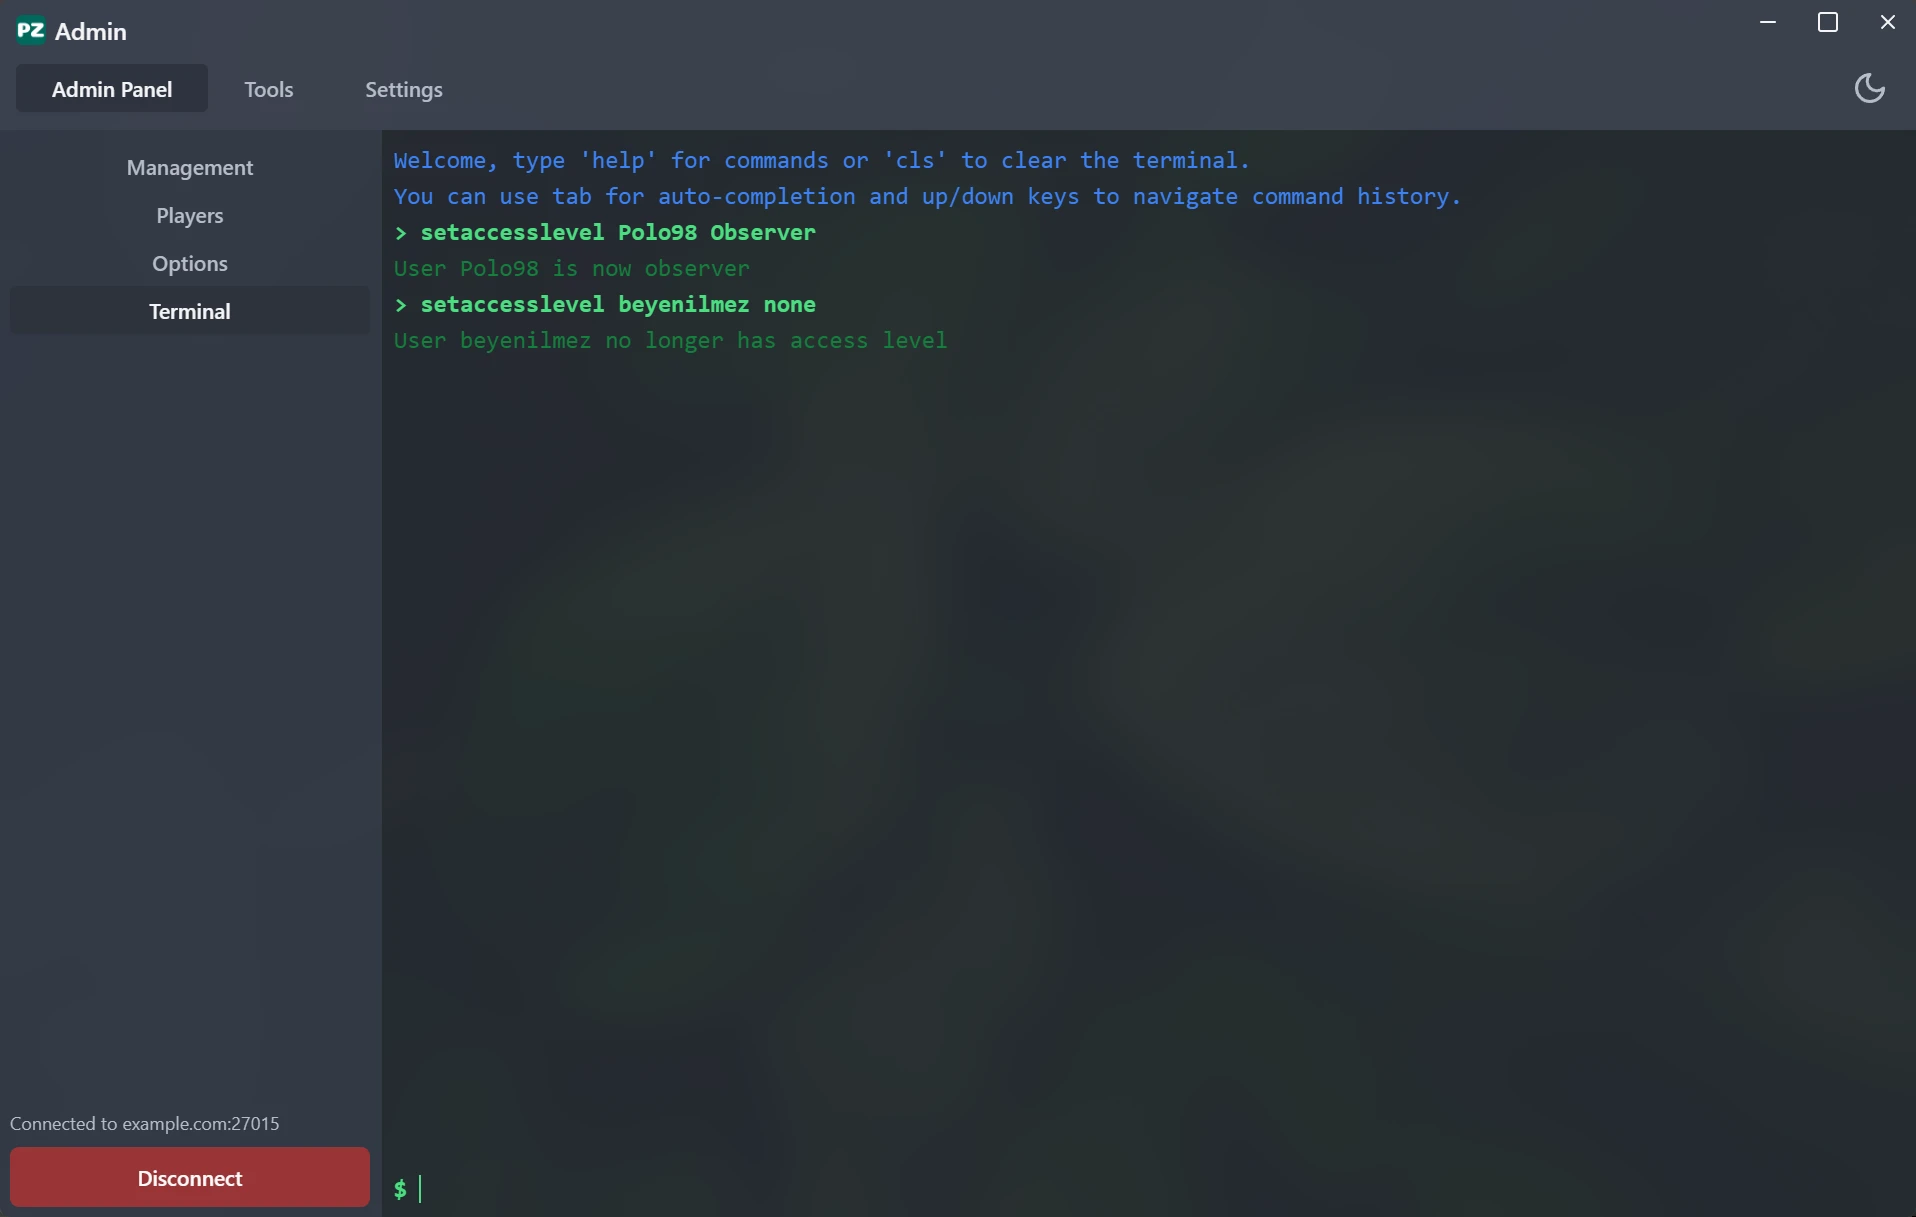 PZ Admin
Admin Panel Tools Settings
Management
Players
Options
Terminal
Welcome, type 'help' for commands or 'cls' to clear the terminal.
You can use tab for auto-completion and up/down keys to navigate command history.
> setaccesslevel Polo98 Observer
User Polo98 is now observer
> setaccesslevel beyenilmez none
User beyenilmez no longer has access level
Connected to example.com:27015
Disconnect
$